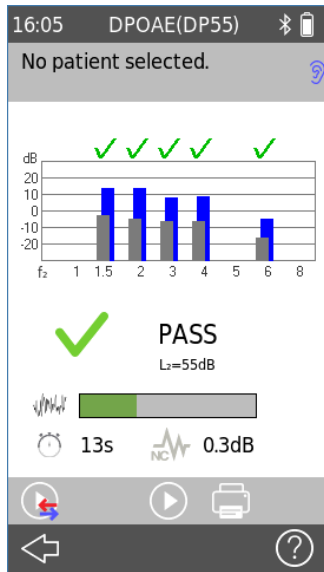 16:05 DPOAE(DP55)
No patient selected.
dB
20
10
0
-10
-20
f₂ 1 1.5 2 3 4 5 6 8
PASS
L₂=55dB
13s NC 0.3dB
?